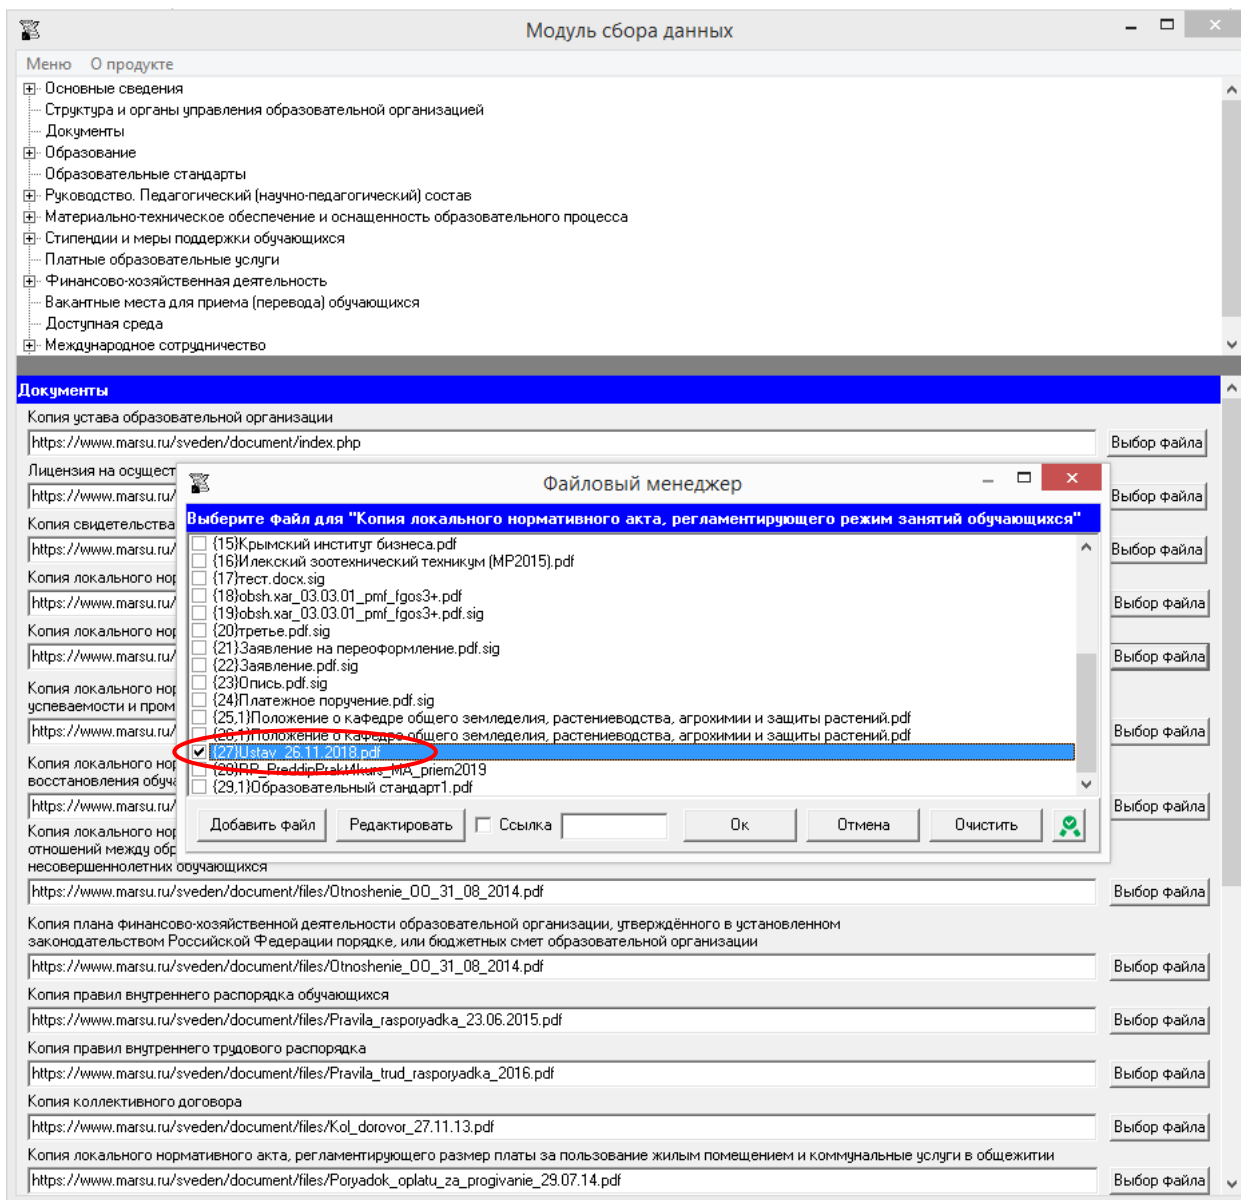 Модуль сбора данных
Меню О продукте
Основные сведения
Структура и органы управления образовательной организацией
Документы
Образование
Образовательные стандарты
Руководство. Педагогический (научно-педагогический) состав
Материально-техническое обеспечение и оснащенность образовательного процесса
Стипендии и меры поддержки обучающихся
Платные образовательные услуги
Финансово-хозяйственная деятельность
Вакантные места для приема (перевода) обучающихся
Доступная среда
Международное сотрудничество
Документы
Копия устава образовательной организации
https://www.marsu.ru/sveden/document/index.php Выбор файла
Лицензия на осущест
https://www.marsu.ru/ Выбор файла
Копия свидетельства
https://www.marsu.ru/ Выбор файла
Копия локального нор
https://www.marsu.ru/ Выбор файла
Копия локального нор
https://www.marsu.ru/ Выбор файла
Копия локального нор
успеваемости и пром
https://www.marsu.ru/ Выбор файла
Копия локального нор
восстановления обуча
https://www.marsu.ru/ Выбор файла
Копия локального нор
отношений между обр
несовершеннолетних обучающихся
https://www.marsu.ru/sveden/document/files/Otnoshenie_OO_31_08_2014.pdf Выбор файла
Копия плана финансово-хозяйственной деятельности образовательной организации, утверждённого в установленном
законодательством Российской Федерации порядке, или бюджетных смет образовательной организации
https://www.marsu.ru/sveden/document/files/Otnoshenie_OO_31_08_2014.pdf Выбор файла
Копия правил внутреннего распорядка обучающихся
https://www.marsu.ru/sveden/document/files/Pravila_rasporyadka_23.06.2015.pdf Выбор файла
Копия правил внутреннего трудового распорядка
https://www.marsu.ru/sveden/document/files/Pravila_trud_rasporyadka_2016.pdf Выбор файла
Копия коллективного договора
https://www.marsu.ru/sveden/document/files/Kol_dorovor_27.11.13.pdf Выбор файла
Копия локального нормативного акта, регламентирующего размер платы за пользование жилым помещением и коммунальные услуги в общежитии
https://www.marsu.ru/sveden/document/files/Poryadok_oplatu_za_progivanie_29.07.14.pdf Выбор файла
Файловый менеджер
Выберите файл для "Копия локального нормативного акта, регламентирующего режим занятий обучающихся"
{15}Крымский институт бизнеса.pdf
{16}Илекский зоотехнический техникум (МР2015).pdf
{17}тест.docx.sig
{18}obsh.xar_03.03.01_pmf_fgos3+.pdf
{19}obsh.xar_03.03.01_pmf_fgos3+.pdf.sig
{20}третье.pdf.sig
{21}Заявление на переоформление.pdf.sig
{22}Заявление.pdf.sig
{23}Опись.pdf.sig
{24}Платежное поручение.pdf.sig
{25,1}Положение о кафедре общего земледелия, растениеводства, агрохимии и защиты растений.pdf
{26,1}Положение о кафедре общего земледелия, растениеводства, агрохимии и защиты растений.pdf
{27}Ustav_26.11.2018.pdf
{28}RP_PreddipPrakt4kurs_MA_priem2019
{29,1}Образовательный стандарт1.pdf
Добавить файл Редактировать Ссылка Ок Отмена Очистить